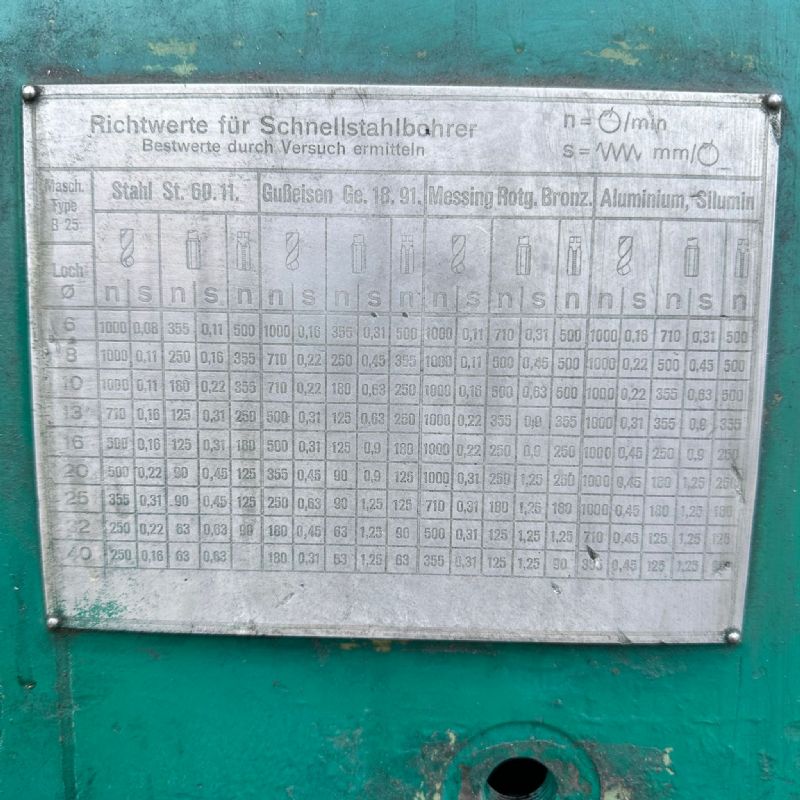 Richtwerte für Schnellstahlbohrer n = /min
Bestwerte durch Versuch ermitteln s = mm/
Masch. Type B 25 Stahl St. 60.11. Gußeisen Ge. 18.91. Messing Rotg. Bronz. Aluminium, Silumin
Loch Ø n s n s n n s n s n n s n s n n s n s n
6 1000 0,08 355 0,11 500 1000 0,16 355 0,31 500 1000 0,11 710 0,31 500 1000 0,16 710 0,31 500
8 1000 0,11 250 0,16 355 710 0,22 250 0,45 355 1000 0,11 500 0,45 500 1000 0,22 500 0,45 500
10 1000 0,11 180 0,22 355 710 0,22 180 0,63 250 1000 0,16 500 0,63 500 1000 0,22 355 0,63 500
13 710 0,16 125 0,31 250 500 0,31 125 0,63 250 1000 0,22 355 0,9 355 1000 0,31 355 0,9 355
16 500 0,16 125 0,31 180 500 0,31 125 0,9 180 1000 0,22 250 0,9 250 1000 0,45 250 0,9 250
20 500 0,22 90 0,45 125 355 0,45 90 0,9 125 1000 0,31 250 1,25 250 1000 0,45 180 1,25 250
25 355 0,31 90 0,45 125 250 0,63 90 1,25 125 710 0,31 180 1,25 180 1000 0,45 180 1,25 180
32 250 0,22 63 0,63 90 180 0,45 63 1,25 90 500 0,31 125 1,25 1,25 710 0,45 125 1,25 125
40 250 0,16 63 0,63 180 0,31 63 1,25 63 355 0,31 125 1,25 90 355 0,45 125 1,25